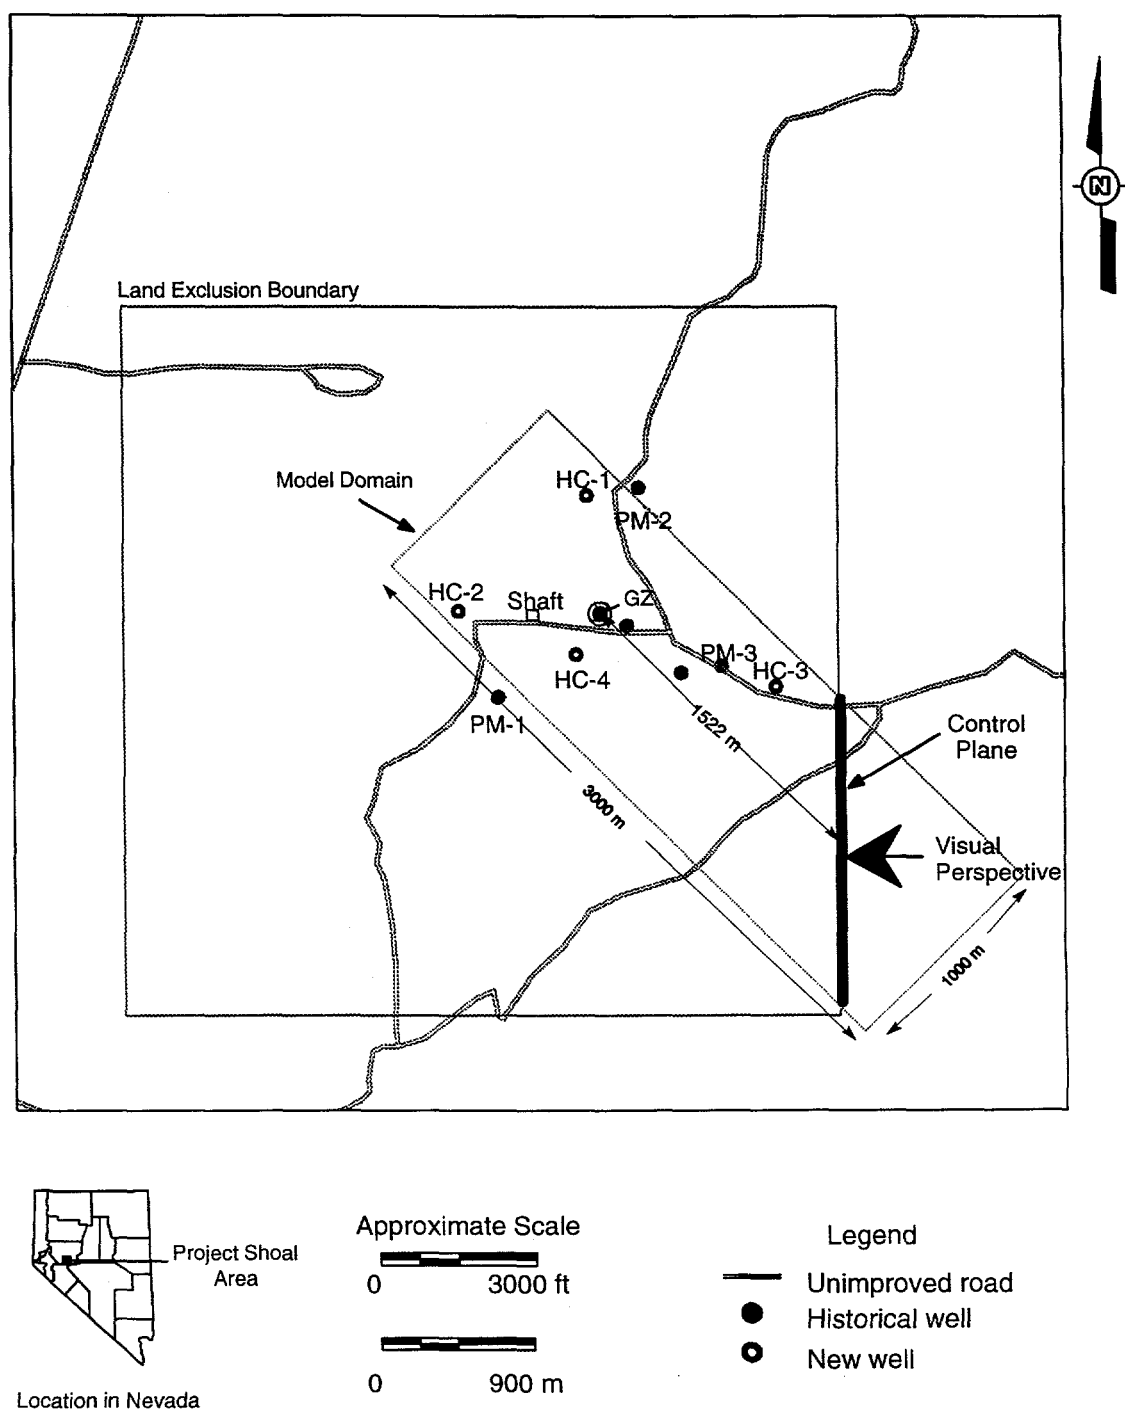 N
Land Exclusion Boundary
Model Domain
HC-1
PM-2
HC-2
Shaft
GZ
PM-3
HC-3
HC-4
PM-1
1522 m
Control
Plane
3000 m
Visual
Perspective
1000 m
Project Shoal
Area
Location in Nevada
Approximate Scale
0 3000 ft
0 900 m
Legend
Unimproved road
Historical well
New well